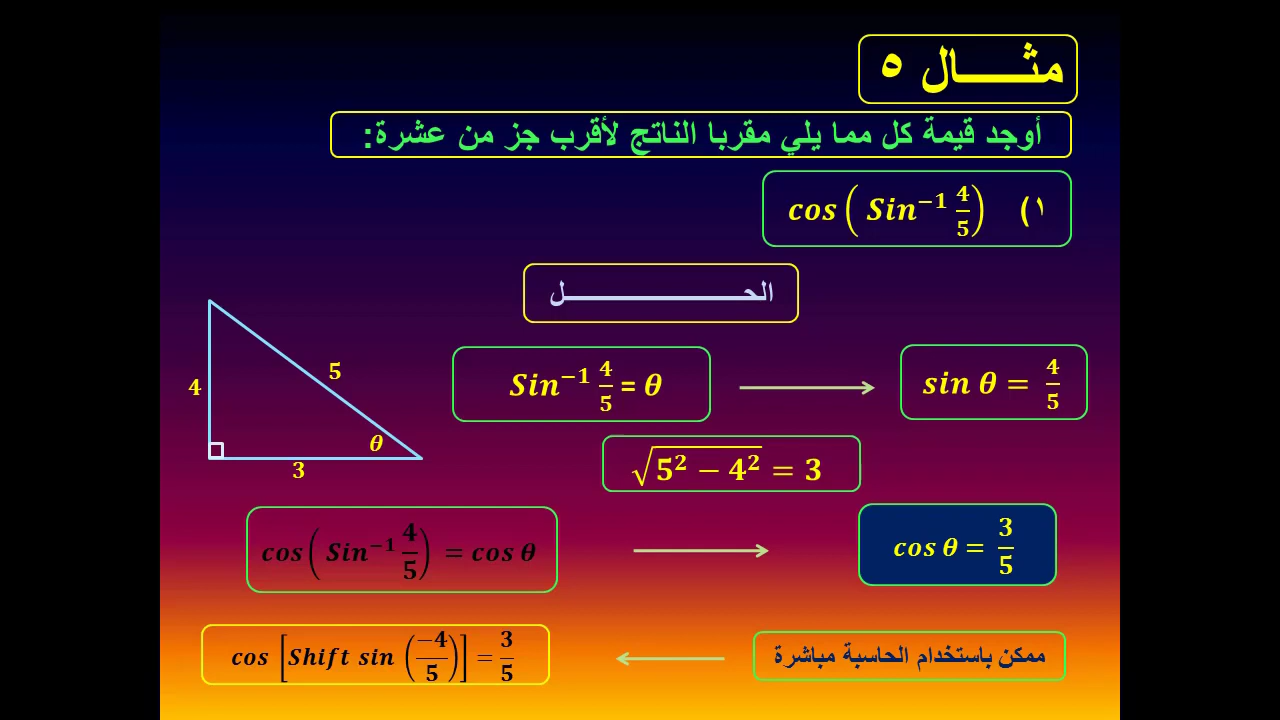 مثال ٥
أوجد قيمة كل مما يلي مقربا الناتج لأقرب جز من عشرة:
١) cos(Sin⁻¹ 4/5)
الحل
Sin⁻¹ 4/5 = θ
sin θ = 4/5
4
5
θ
3
√(5² − 4²) = 3
cos(Sin⁻¹ 4/5) = cos θ
cos θ = 3/5
ممكن باستخدام الحاسبة مباشرة
cos [Shift sin (−4/5)] = 3/5